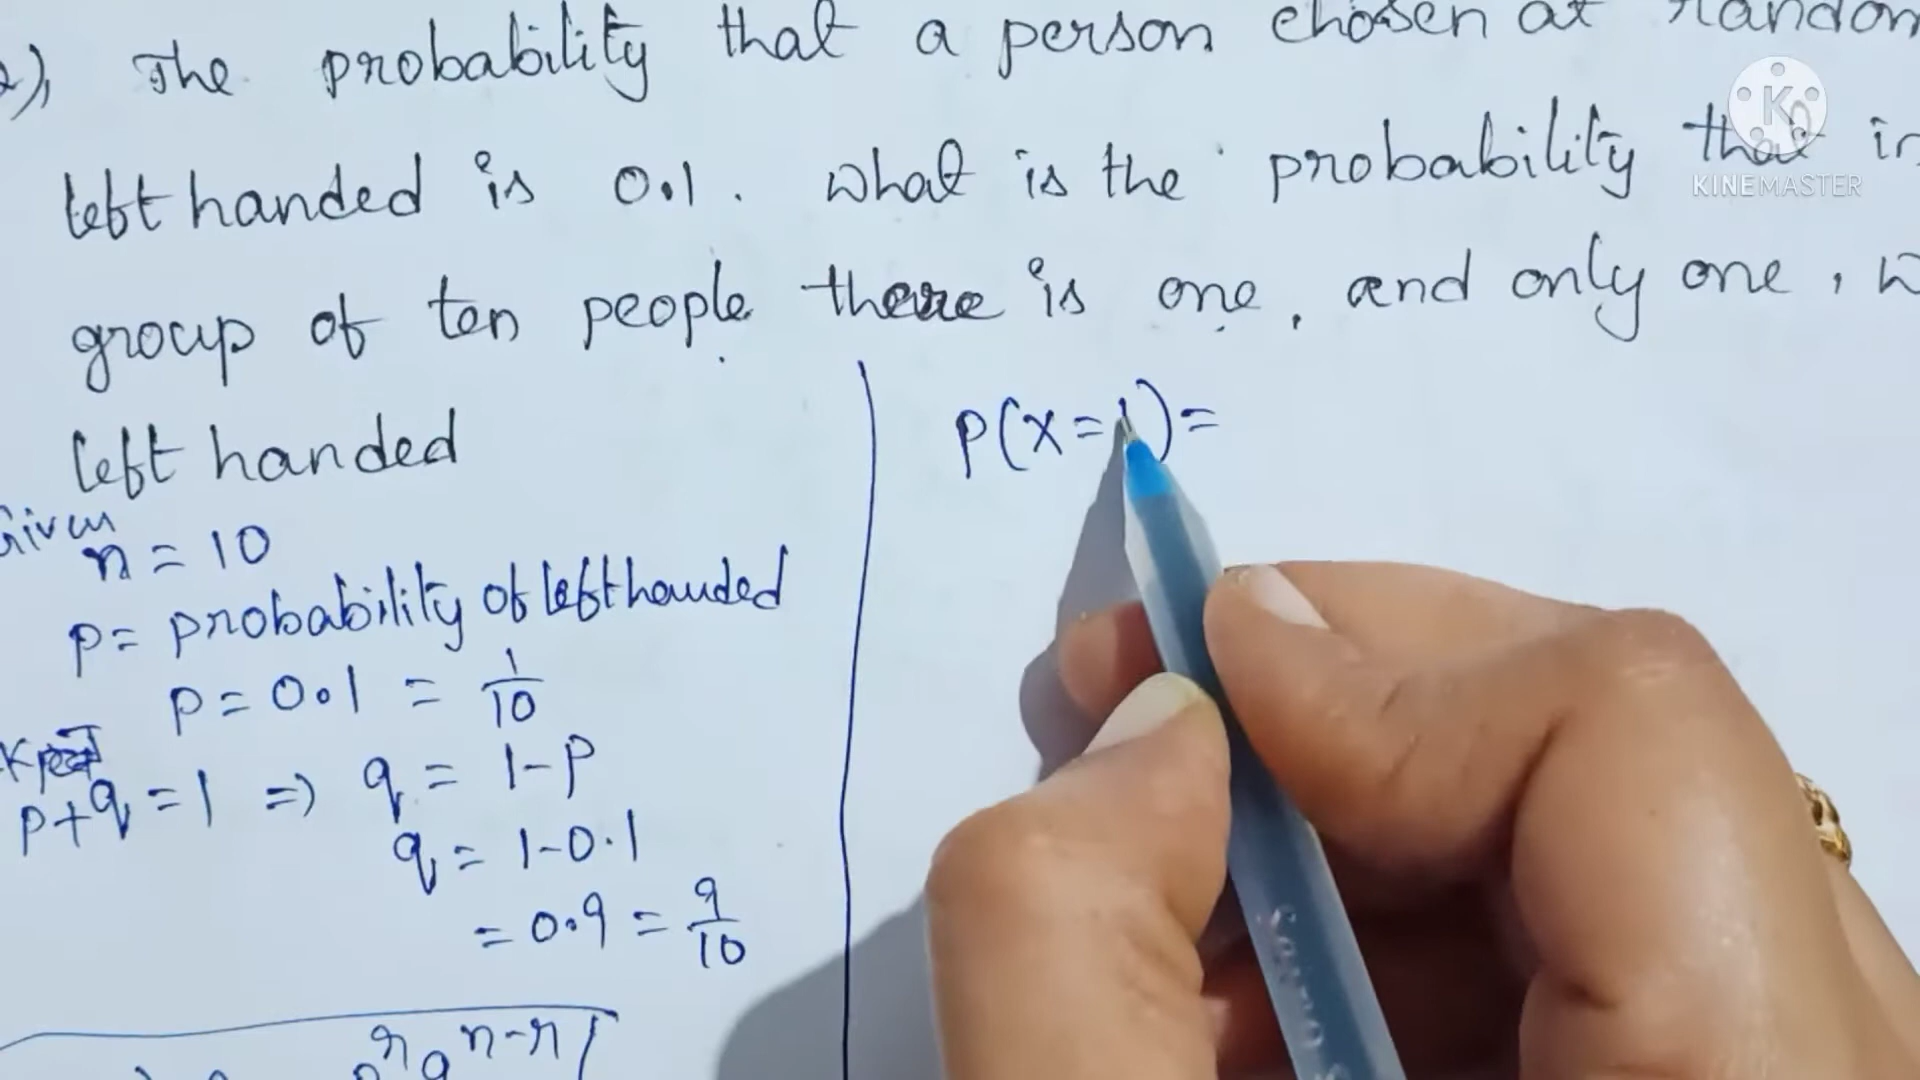 2), The probability that a person chosen at random
left handed is 0.1. What is the probability that in
group of ten people there is one, and only one, w
left handed
Given
n = 10
p = probability of left handed
p = 0.1 = 1/10
p+q = 1 => q = 1-p
q = 1-0.1
= 0.9 = 9/10
q^{n-r}
P(x=1) =
KINEMASTER